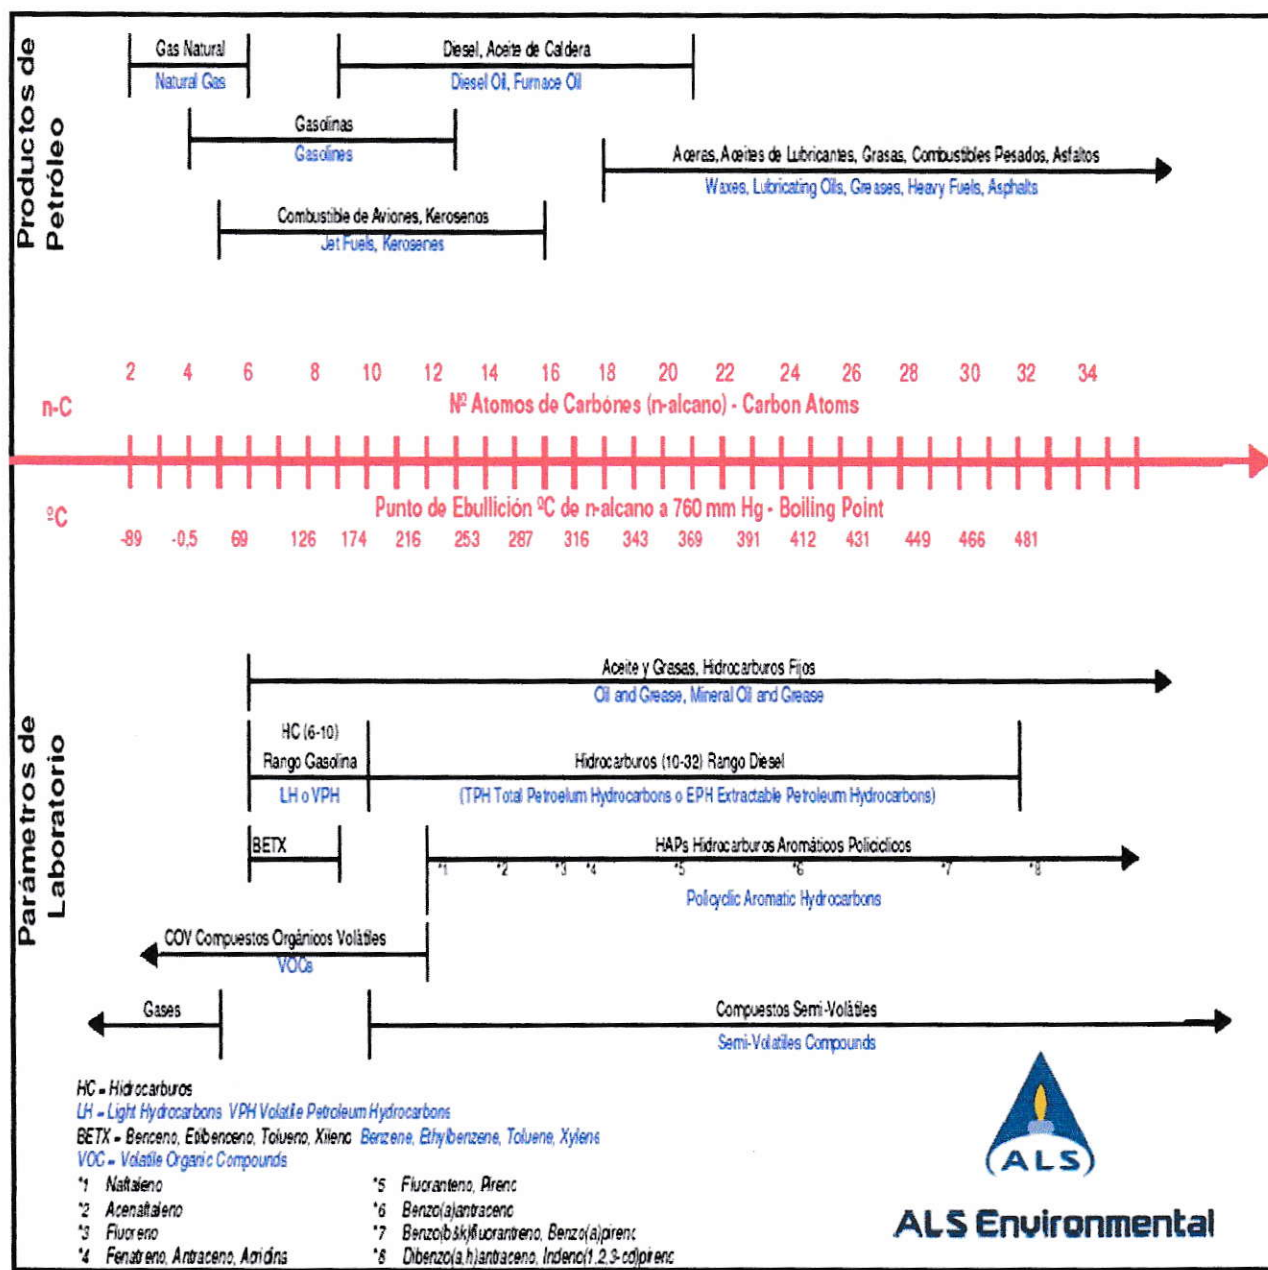 Productos de
Petróleo
Gas Natural
Natural Gas
Diesel, Aceite de Caldera
Diesel Oil, Furnace Oil
Gasolinas
Gasolines
Aceras, Aceites de Lubricantes, Grasas, Combustibles Pesados, Asfaltos
Waxes, Lubricating Oils, Greases, Heavy Fuels, Asphalts
Combustible de Aviones, Kerosenos
Jet Fuels, Kerosenes
2 4 6 8 10 12 14 16 18 20 22 24 26 28 30 32 34
n-C
Nº Atomos de Carbónes (n-alcano) - Carbon Atoms
ºC
Punto de Ebullición ºC de n-alcano a 760 mm Hg - Boiling Point
-89 -0,5 69 126 174 216 253 287 316 343 369 391 412 431 449 466 481
Parámetros de
Laboratorio
Aceite y Grasas, Hidrocarburos Fijos
Oil and Grease, Mineral Oil and Grease
HC (6-10)
Rango Gasolina
LH o VPH
Hidrocarburos (10-32) Rango Diesel
(TPH Total Petroelum Hydrocarbons o EPH Extractable Petroleum Hydrocarbons)
BETX
HAPs Hidrocarburos Aromáticos Policiclicos
*1 *2 *3 *4 *5 *6 *7 *8
Policyclic Aromatic Hydrocarbons
COV Compuestos Orgánicos Volátiles
VOCs
Gases
Compuestos Semi-Volátiles
Semi-Volatiles Compounds
HC = Hidrocarburos
LH = Light Hydrocarbons VPH Volatile Petroleum Hydrocarbons
BETX = Benceno, Etilbenceno, Tolueno, Xileno Benzene, Ethylbenzene, Toluene, Xylene
VOC = Volatile Organic Compounds
*1 Naftaleno
*2 Acenaftaleno
*3 Fluoreno
*4 Fenatreno, Antraceno, Acridina
*5 Fluoranteno, Pireno
*6 Benzo(a)antraceno
*7 Benzo(b&k)fluorantreno, Benzo(a)pireno
*8 Dibenzo(a,h)antraceno, Indeno(1,2,3-cd)pireno
ALS
ALS Environmental